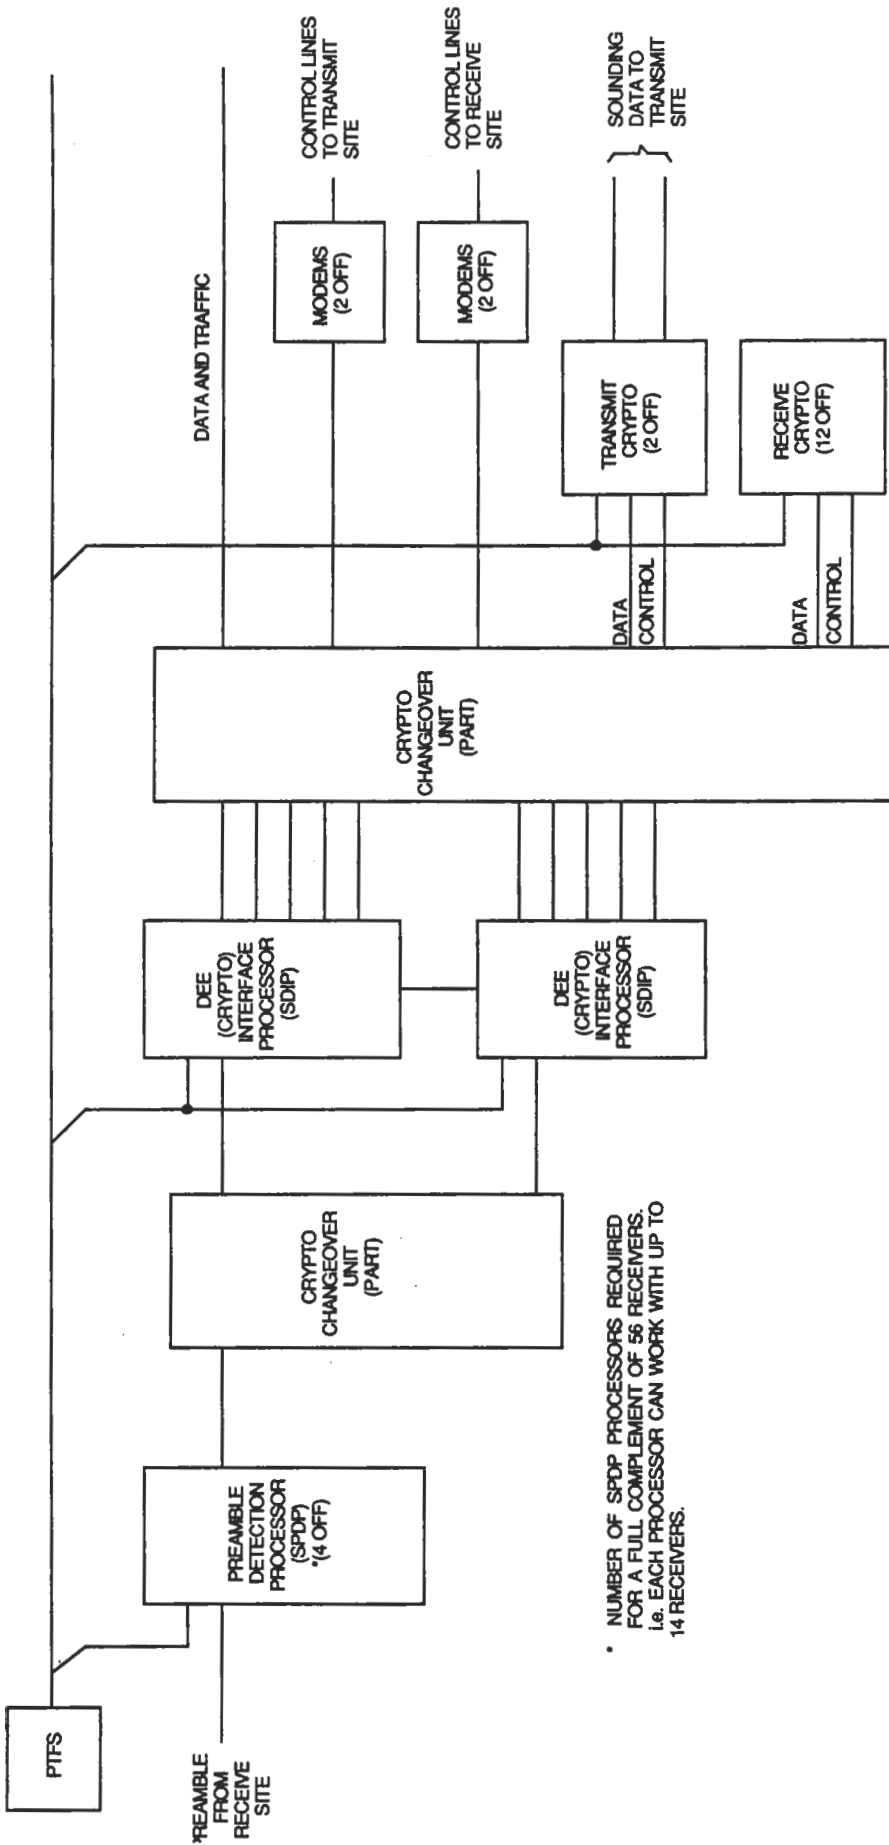 PTFS
'REAMBLE
FROM
RECEIVE
SITE
PREAMBLE
DETECTION
PROCESSOR
(SPDP)
*(4 OFF)
CRYPTO
CHANGEOVER
UNIT
(PART)
DEE
(CRYPTO)
INTERFACE
PROCESSOR
(SDIP)
DEE
(CRYPTO)
INTERFACE
PROCESSOR
(SDIP)
CRYPTO
CHANGEOVER
UNIT
(PART)
DATA AND TRAFFIC
MODEMS
(2 OFF)
CONTROL LINES
TO TRANSMIT
SITE
MODEMS
(2 OFF)
CONTROL LINES
TO RECEIVE
SITE
DATA
CONTROL
TRANSMIT
CRYPTO
(2 OFF)
SOUNDING
DATA TO
TRANSMIT
SITE
DATA
CONTROL
RECEIVE
CRYPTO
(12 OFF)
* NUMBER OF SPDP PROCESSORS REQUIRED
FOR A FULL COMPLEMENT OF 56 RECEIVERS.
i.e. EACH PROCESSOR CAN WORK WITH UP TO
14 RECEIVERS.